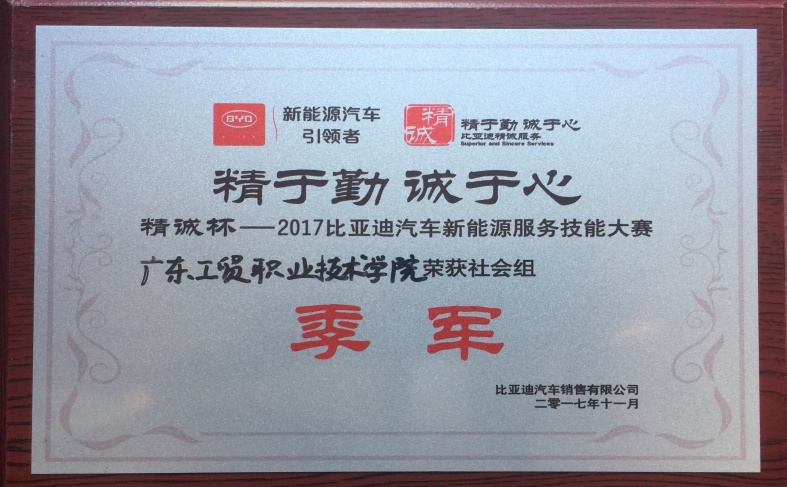 BYD
新能源汽车
引领者
精诚
精于勤 诚于心
比亚迪精诚服务
Superior and Sincere Services
精于勤 诚于心
精诚杯——2017比亚迪汽车新能源服务技能大赛
广东工贸职业技术学院荣获社会组
季 军
比亚迪汽车销售有限公司
二零一七年十一月